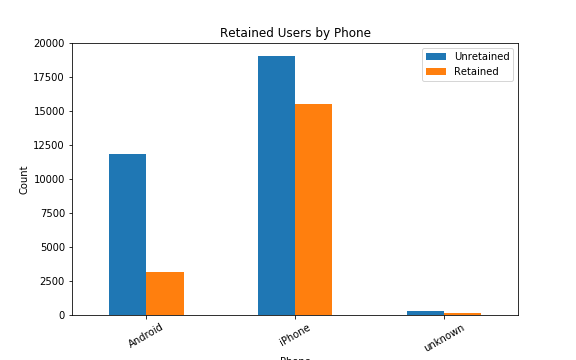 Retained Users by Phone
Unretained
Retained
20000
17500
15000
12500
10000
7500
5000
2500
0
Count
Android
iPhone
unknown
Phone